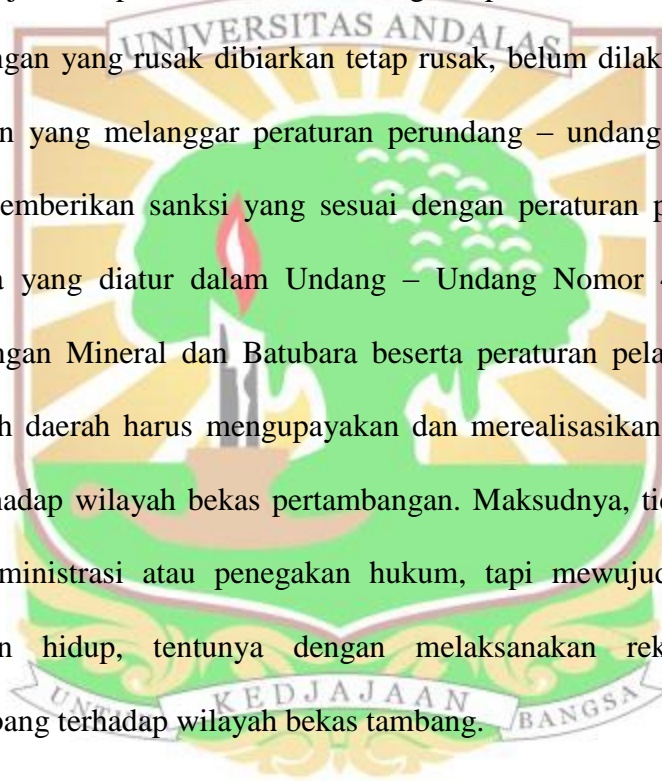 UNIVERSITAS ANDALAS
ngan yang rusak dibiarkan tetap rusak, belum dilak
n yang melanggar peraturan perundang – undang
emberikan sanksi yang sesuai dengan peraturan p
a yang diatur dalam Undang – Undang Nomor 4
ngan Mineral dan Batubara beserta peraturan pela
h daerah harus mengupayakan dan merealisasikan
hadap wilayah bekas pertambangan. Maksudnya, tid
ministrasi atau penegakan hukum, tapi mewujud
n hidup, tentunya dengan melaksanakan rek
bang terhadap wilayah bekas tambang.
UNTUK KEDJAJAAN BANGSA